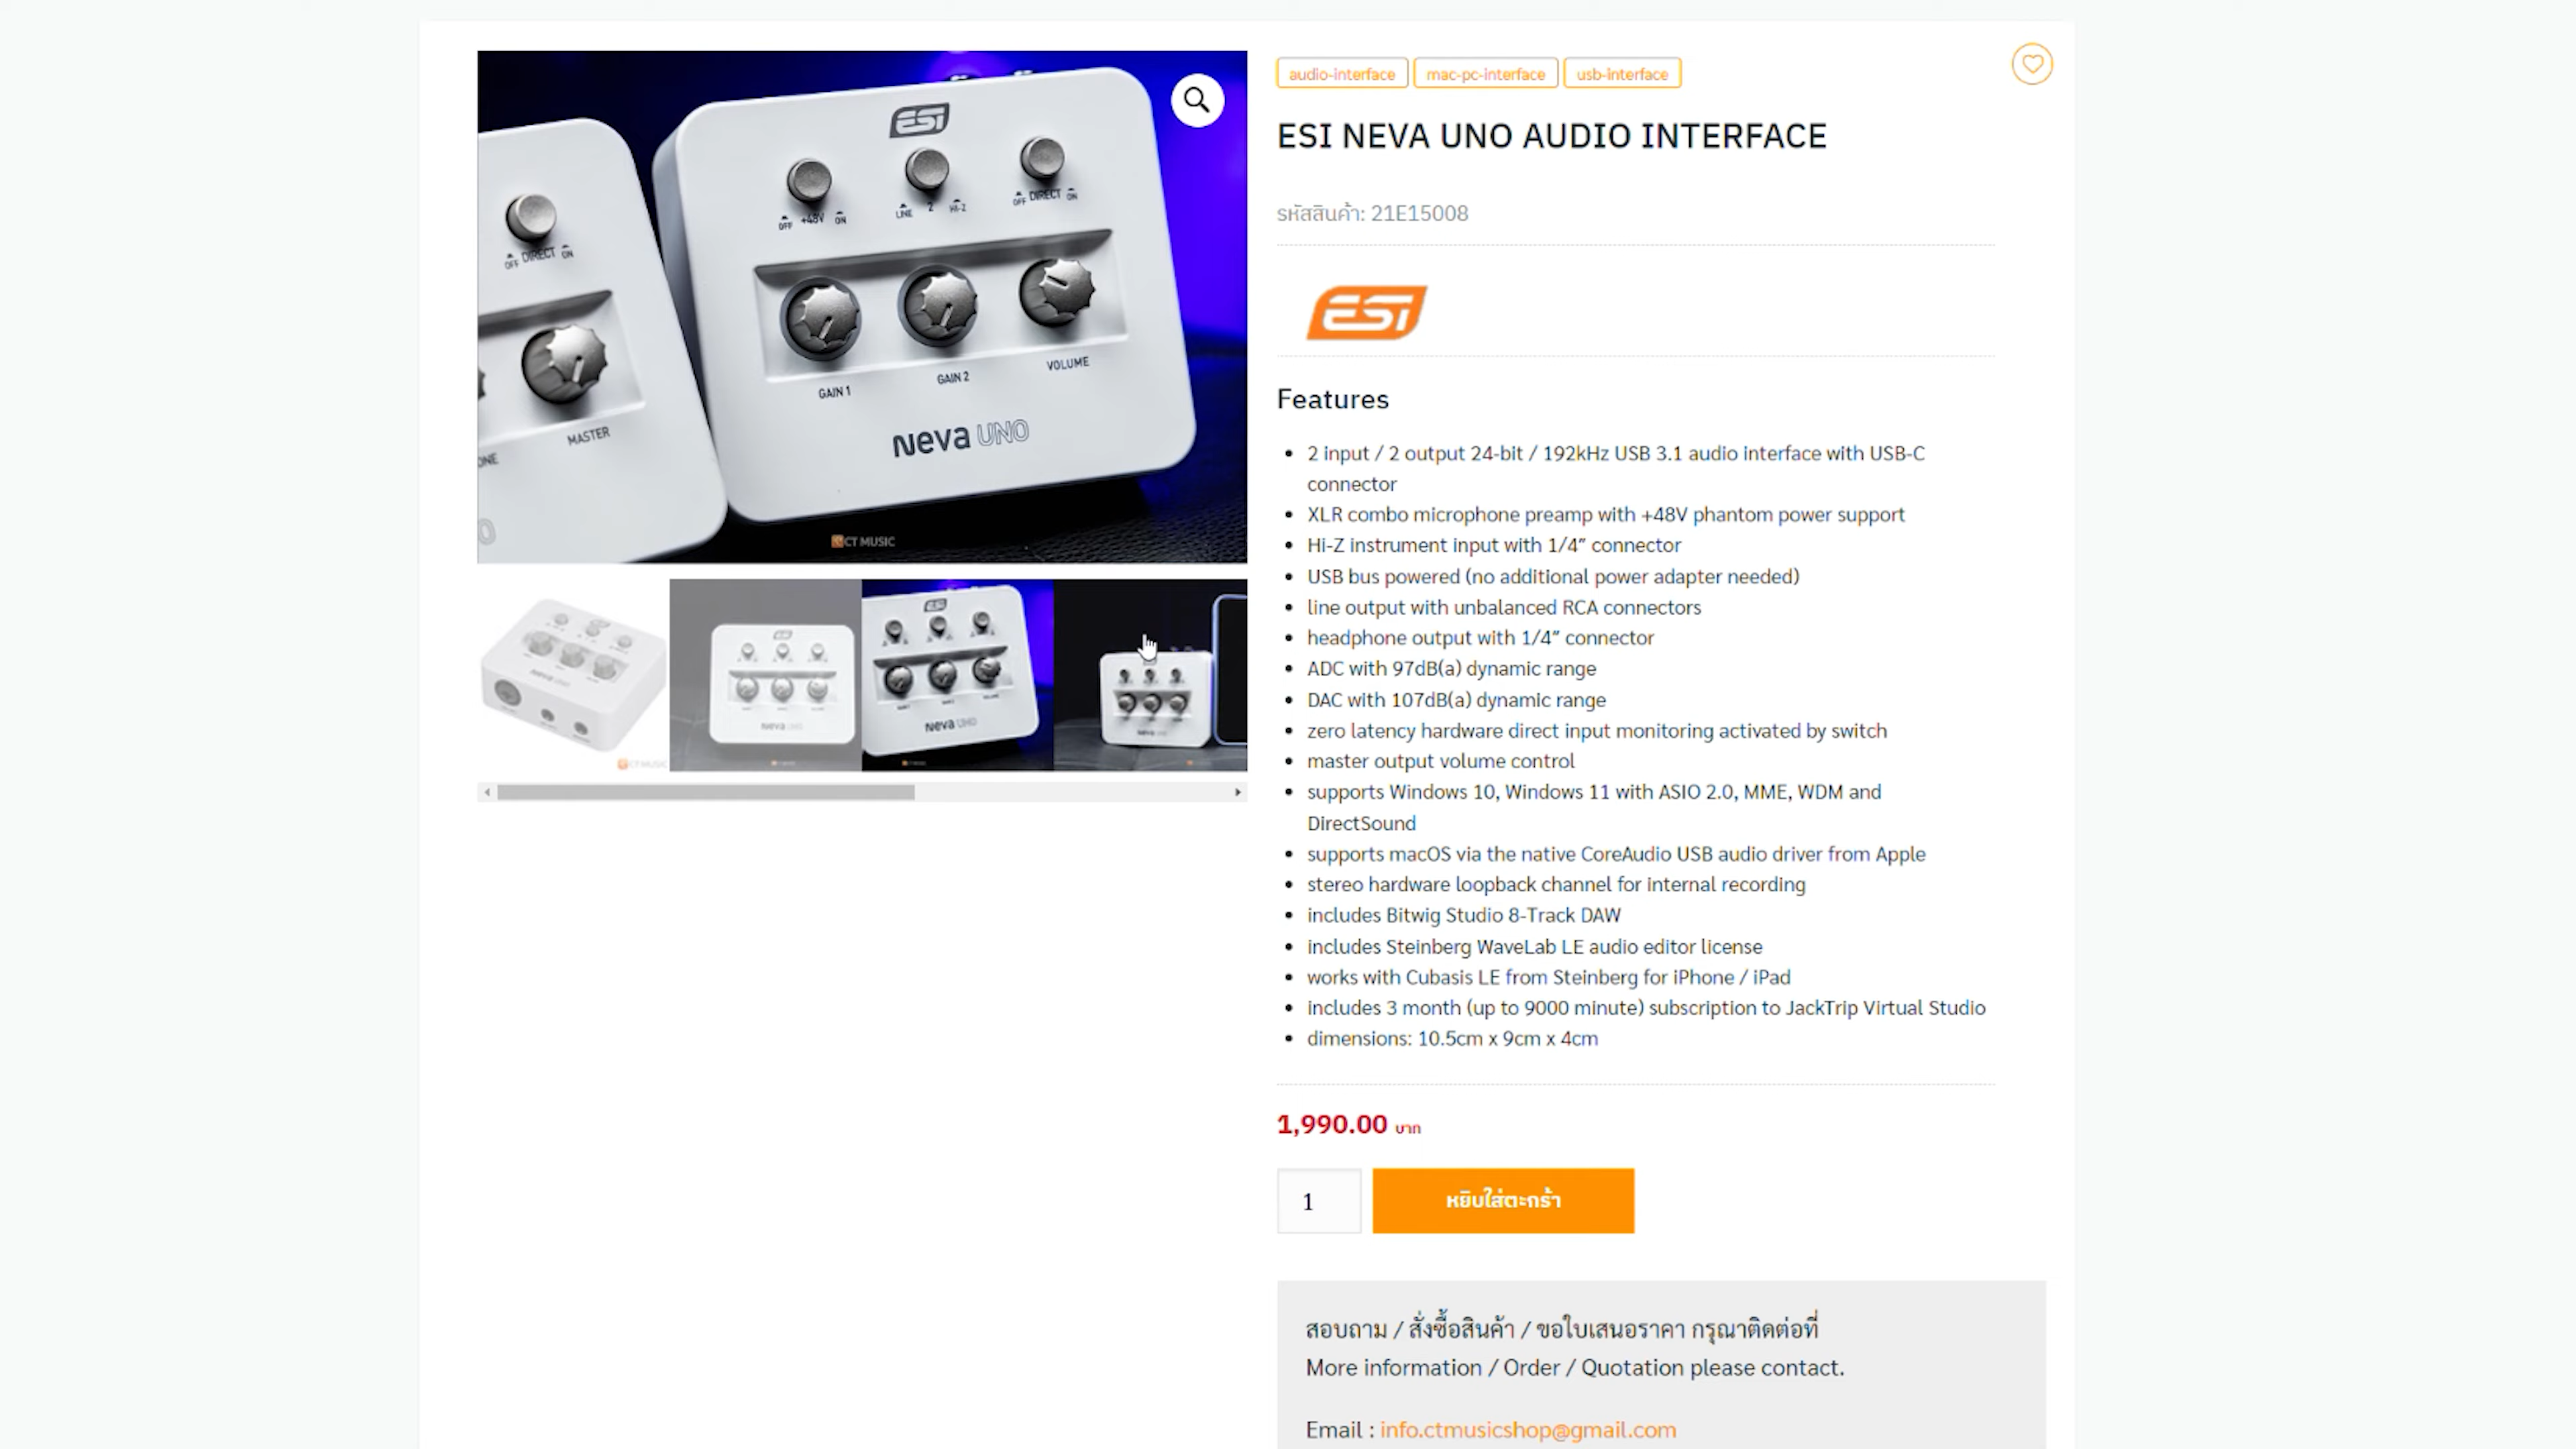 audio-interface mac-pc-interface usb-interface
ESI NEVA UNO AUDIO INTERFACE
รหัสสินค้า: 21E15008
ESI
Features
2 input / 2 output 24-bit / 192kHz USB 3.1 audio interface with USB-C
connector
XLR combo microphone preamp with +48V phantom power support
Hi-Z instrument input with 1/4” connector
USB bus powered (no additional power adapter needed)
line output with unbalanced RCA connectors
headphone output with 1/4” connector
ADC with 97dB(a) dynamic range
DAC with 107dB(a) dynamic range
zero latency hardware direct input monitoring activated by switch
master output volume control
supports Windows 10, Windows 11 with ASIO 2.0, MME, WDM and
DirectSound
supports macOS via the native CoreAudio USB audio driver from Apple
stereo hardware loopback channel for internal recording
includes Bitwig Studio 8-Track DAW
includes Steinberg WaveLab LE audio editor license
works with Cubasis LE from Steinberg for iPhone / iPad
includes 3 month (up to 9000 minute) subscription to JackTrip Virtual Studio
dimensions: 10.5cm x 9cm x 4cm
1,990.00 บาท
1 หยิบใส่ตะกร้า
สอบถาม / สั่งซื้อสินค้า / ขอใบเสนอราคา กรุณาติดต่อที่
More information / Order / Quotation please contact.
Email : info.ctmusicshop@gmail.com
ESI
OFF +48V ON LINE 2 HI-Z OFF DIRECT ON
OFF DIRECT ON
GAIN 1 GAIN 2 VOLUME
MASTER
ONE
Neva UNO
CT MUSIC
Neva UNO
CT MUSIC